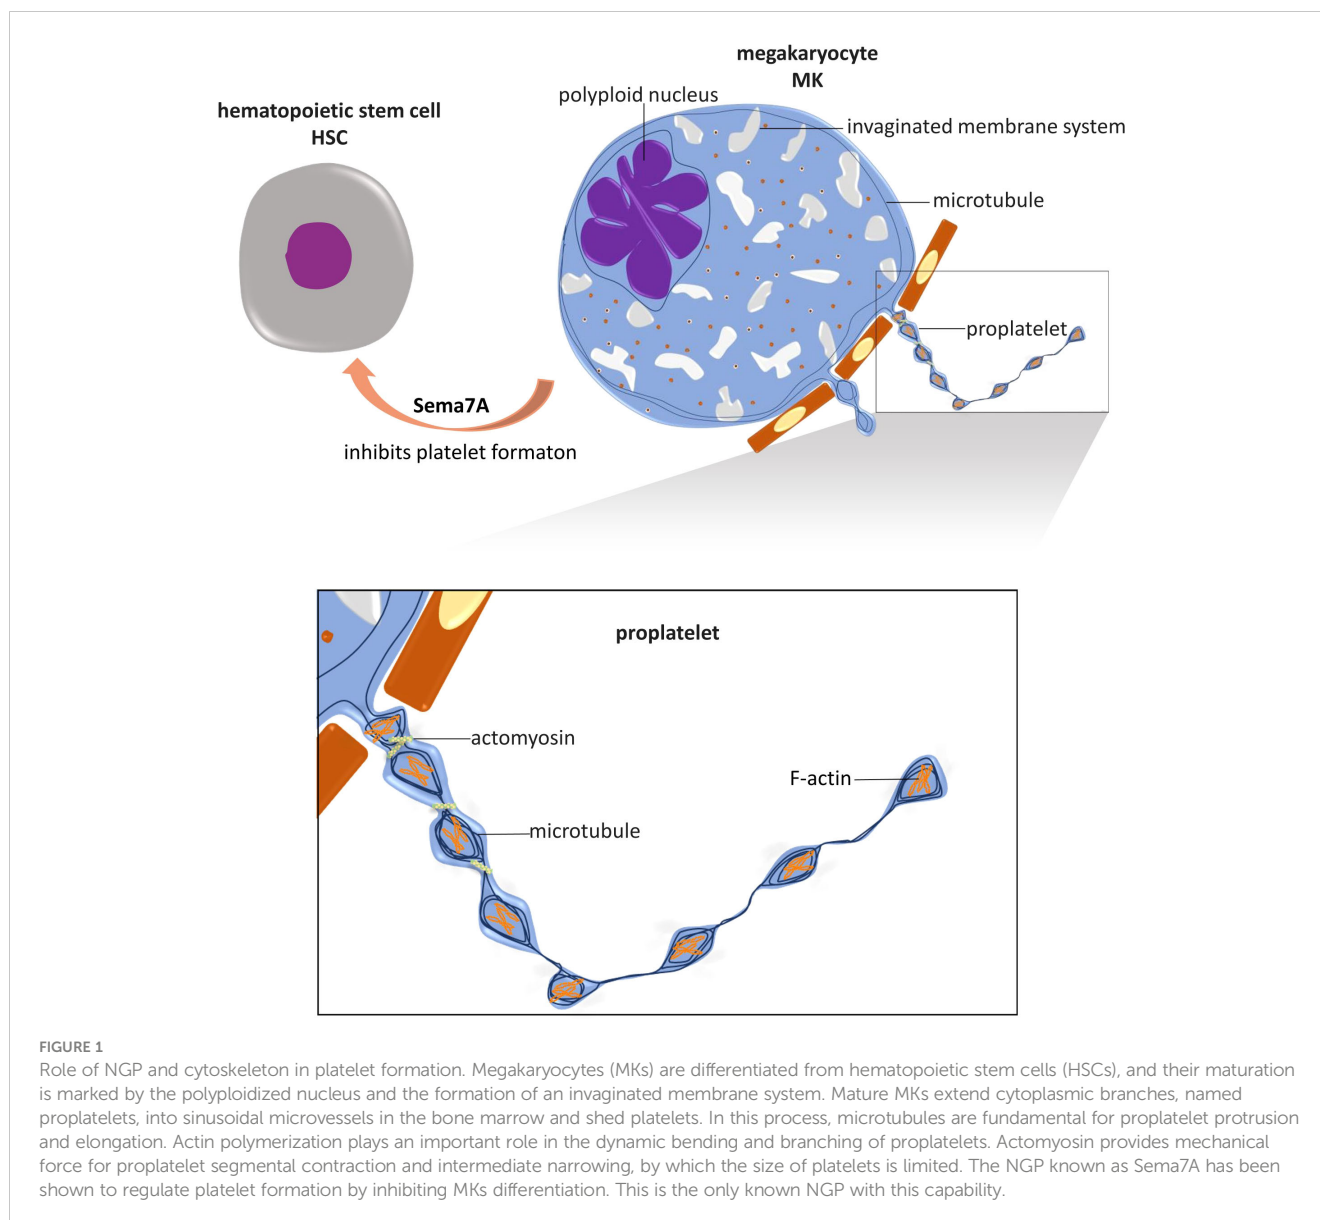 megakaryocyte
MK
polyploid nucleus
hematopoietic stem cell
HSC
invaginated membrane system
microtubule
proplatelet
Sema7A
inhibits platelet formaton
proplatelet
actomyosin
F-actin
microtubule
FIGURE 1
Role of NGP and cytoskeleton in platelet formation. Megakaryocytes (MKs) are differentiated from hematopoietic stem cells (HSCs), and their maturation
is marked by the polyploidized nucleus and the formation of an invaginated membrane system. Mature MKs extend cytoplasmic branches, named
proplatelets, into sinusoidal microvessels in the bone marrow and shed platelets. In this process, microtubules are fundamental for proplatelet protrusion
and elongation. Actin polymerization plays an important role in the dynamic bending and branching of proplatelets. Actomyosin provides mechanical
force for proplatelet segmental contraction and intermediate narrowing, by which the size of platelets is limited. The NGP known as Sema7A has been
shown to regulate platelet formation by inhibiting MKs differentiation. This is the only known NGP with this capability.